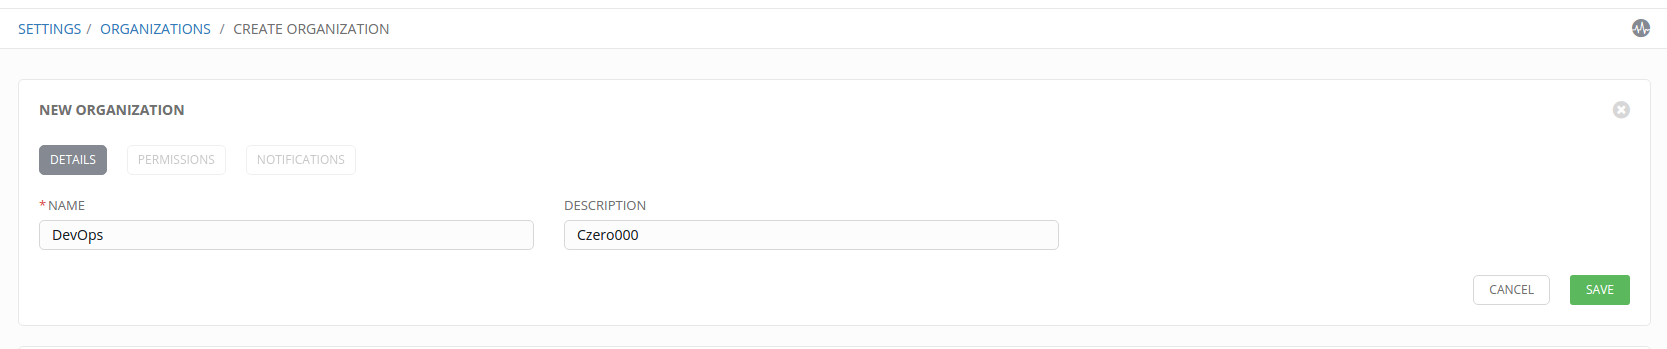 SETTINGS / ORGANIZATIONS / CREATE ORGANIZATION
NEW ORGANIZATION
DETAILS PERMISSIONS NOTIFICATIONS
* NAME DESCRIPTION
DevOps Czero000
CANCEL SAVE